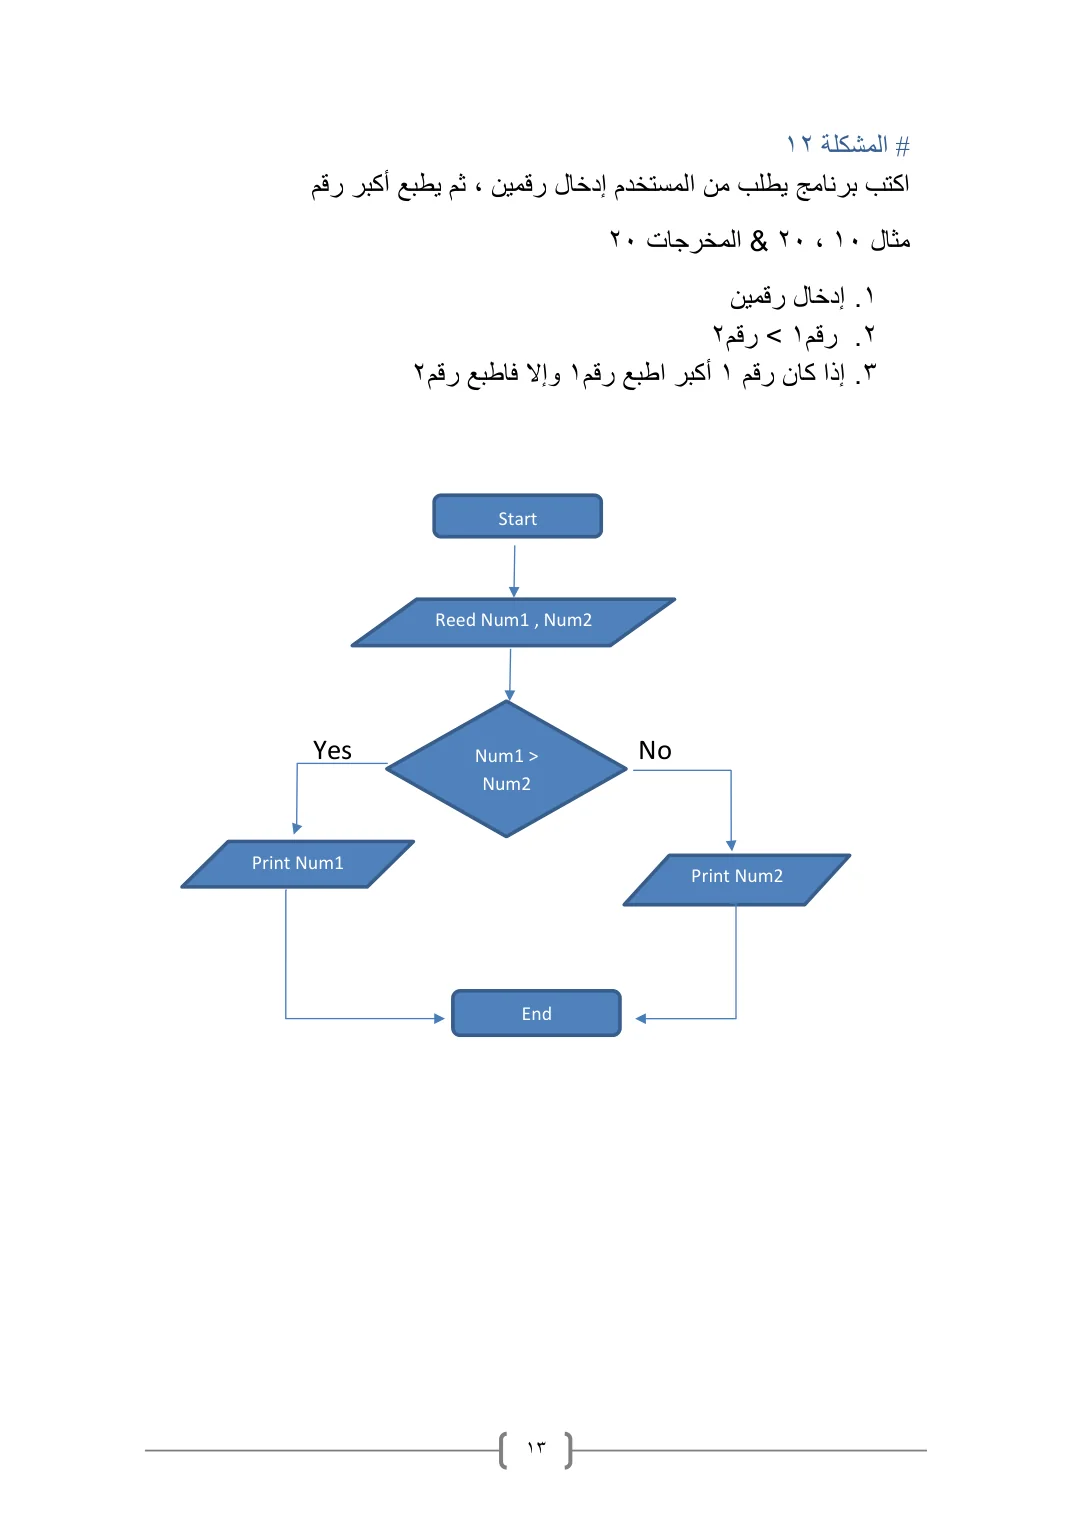 # المشكلة ١٢
اكتب برنامج يطلب من المستخدم إدخال رقمين ، ثم يطبع أكبر رقم
مثال ١٠ ، ٢٠ & المخرجات ٢٠
١. إدخال رقمين
٢. رقم١ > رقم٢
٣. إذا كان رقم ١ أكبر اطبع رقم١ وإلا فاطبع رقم٢
Start
Reed Num1 , Num2
Yes
No
Num1 >
Num2
Print Num1
Print Num2
End
١٣